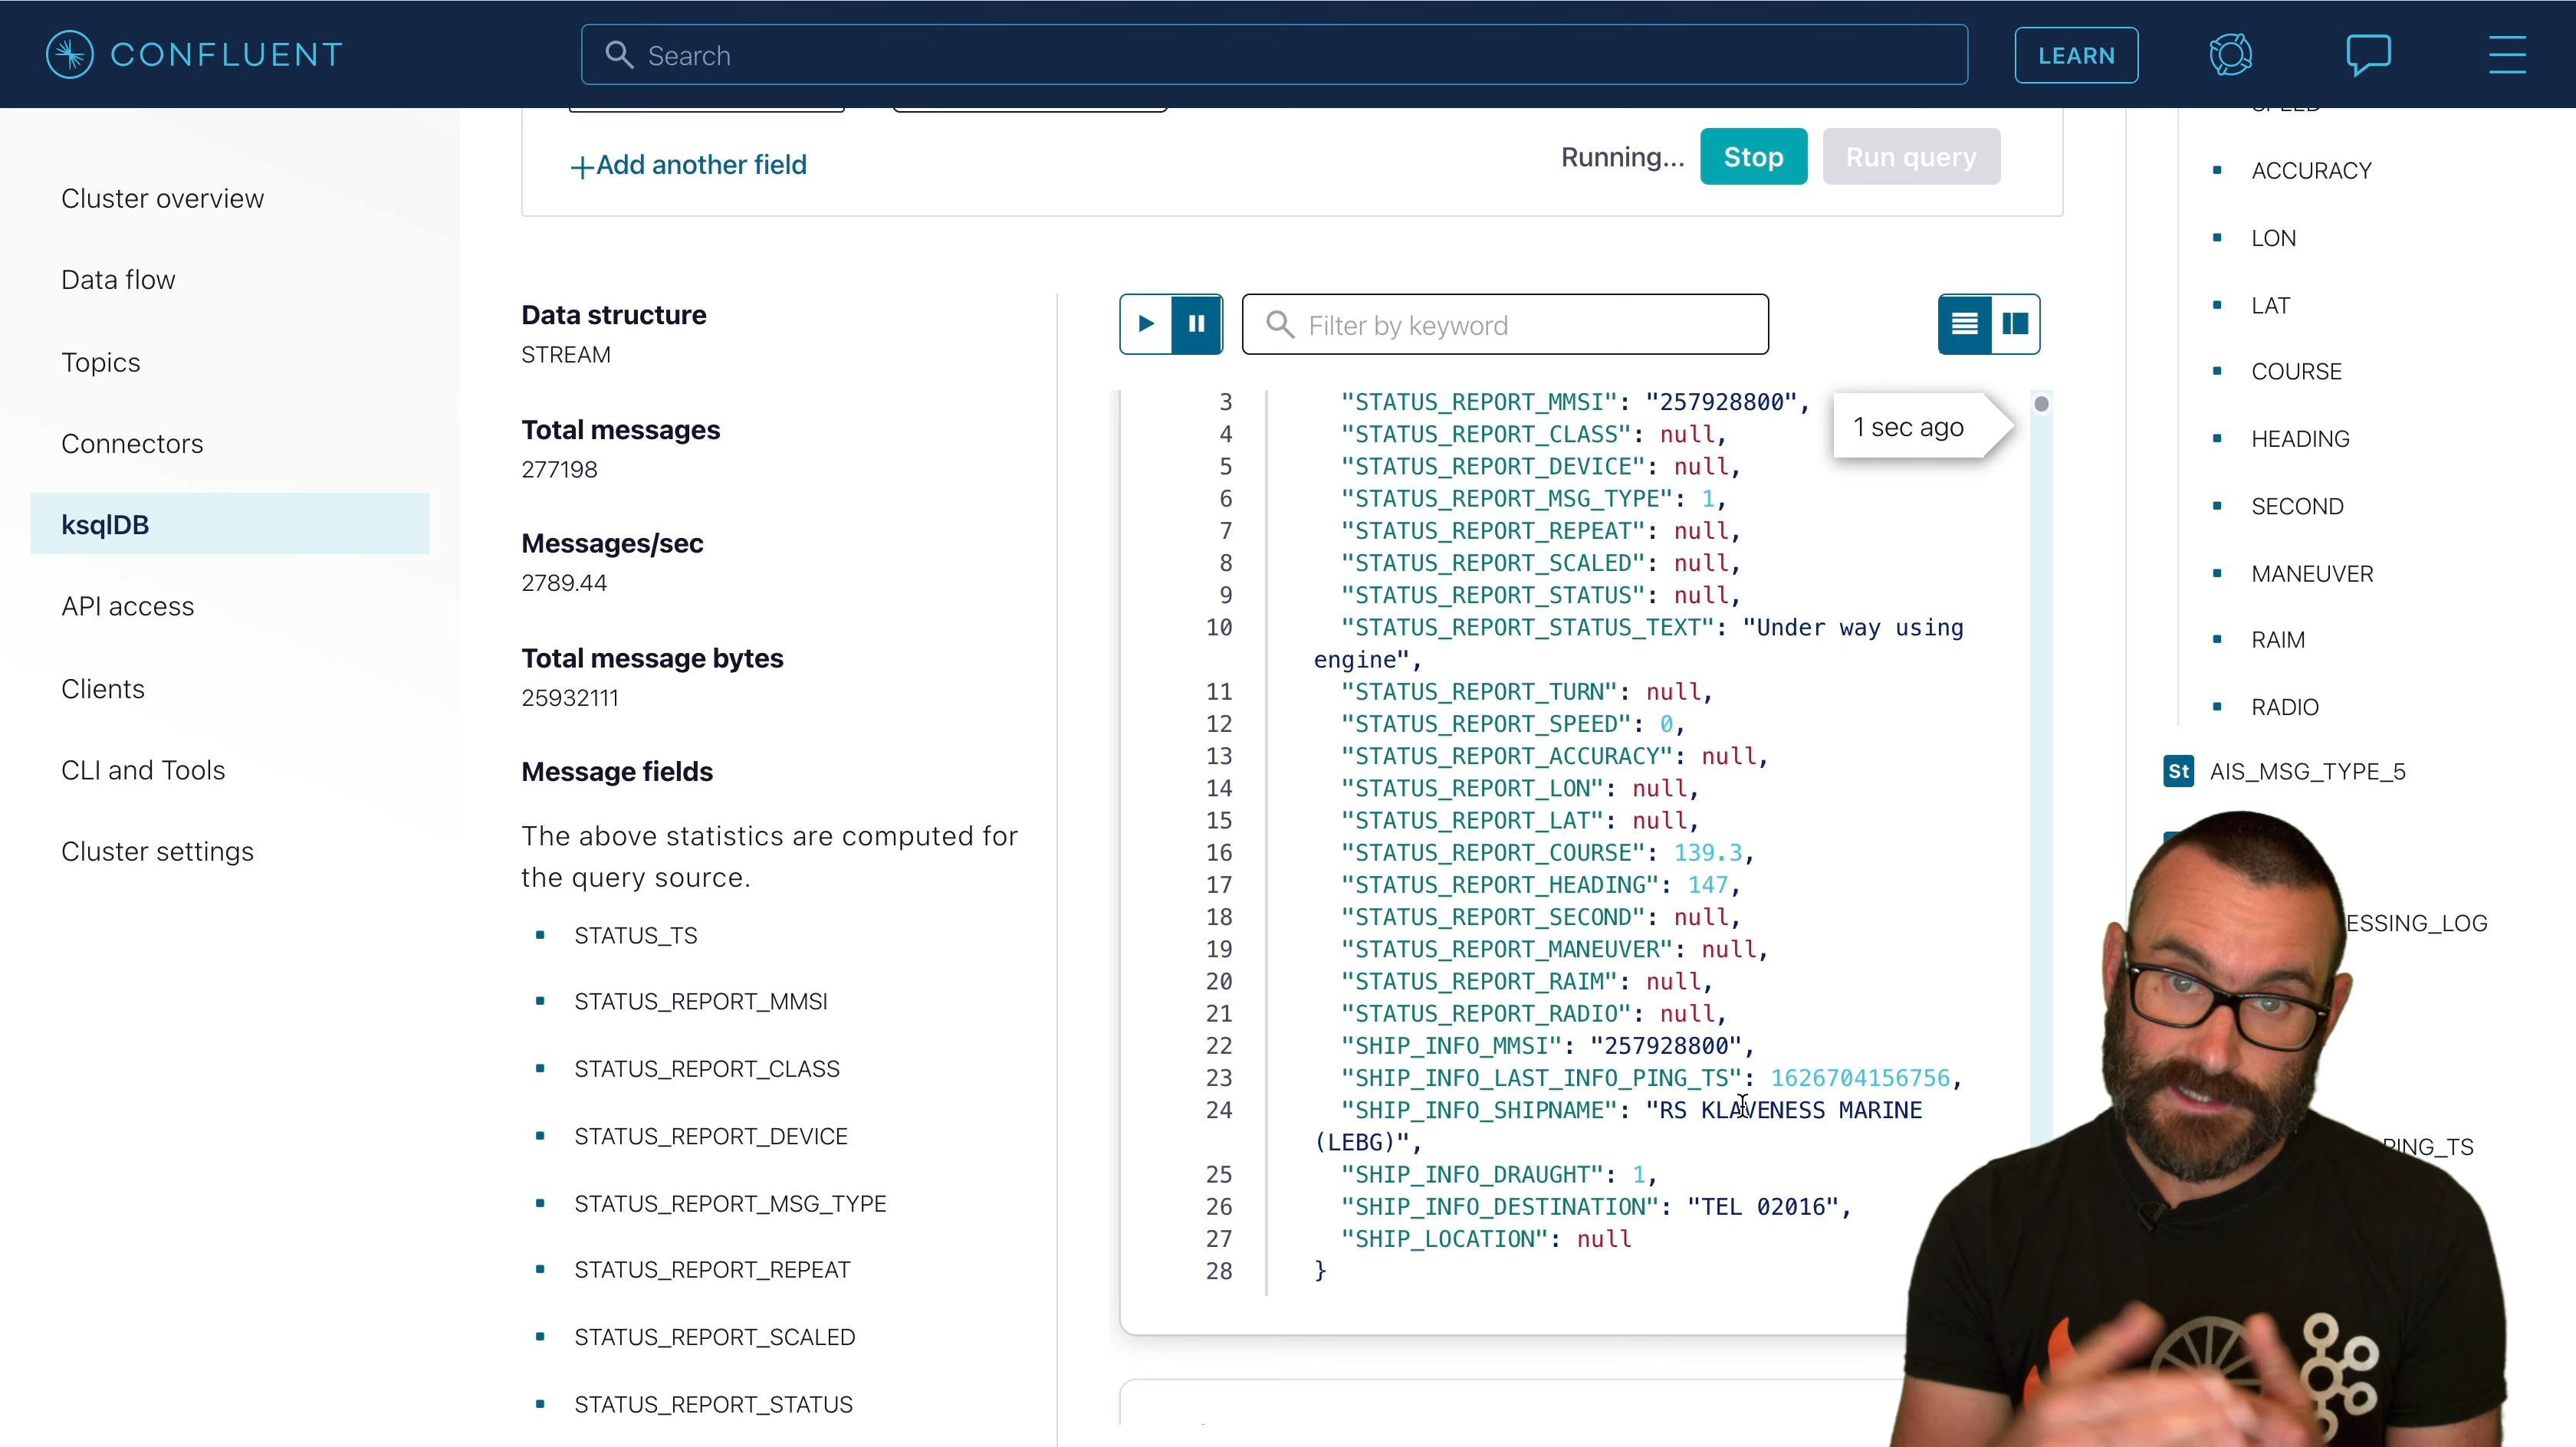 CONFLUENT
Search
LEARN
Cluster overview
Data flow
Topics
Connectors
ksqlDB
API access
Clients
CLI and Tools
Cluster settings
+Add another field
Running...
Stop
Run query
Data structure
STREAM
Total messages
277198
Messages/sec
2789.44
Total message bytes
25932111
Message fields
The above statistics are computed for
the query source.
STATUS_TS
STATUS_REPORT_MMSI
STATUS_REPORT_CLASS
STATUS_REPORT_DEVICE
STATUS_REPORT_MSG_TYPE
STATUS_REPORT_REPEAT
STATUS_REPORT_SCALED
STATUS_REPORT_STATUS
Filter by keyword
1 sec ago
3 "STATUS_REPORT_MMSI": "257928800",
4 "STATUS_REPORT_CLASS": null,
5 "STATUS_REPORT_DEVICE": null,
6 "STATUS_REPORT_MSG_TYPE": 1,
7 "STATUS_REPORT_REPEAT": null,
8 "STATUS_REPORT_SCALED": null,
9 "STATUS_REPORT_STATUS": null,
10 "STATUS_REPORT_STATUS_TEXT": "Under way using
engine",
11 "STATUS_REPORT_TURN": null,
12 "STATUS_REPORT_SPEED": 0,
13 "STATUS_REPORT_ACCURACY": null,
14 "STATUS_REPORT_LON": null,
15 "STATUS_REPORT_LAT": null,
16 "STATUS_REPORT_COURSE": 139.3,
17 "STATUS_REPORT_HEADING": 147,
18 "STATUS_REPORT_SECOND": null,
19 "STATUS_REPORT_MANEUVER": null,
20 "STATUS_REPORT_RAIM": null,
21 "STATUS_REPORT_RADIO": null,
22 "SHIP_INFO_MMSI": "257928800",
23 "SHIP_INFO_LAST_INFO_PING_TS": 1626704156756,
24 "SHIP_INFO_SHIPNAME": "RS KLAVENESS MARINE
(LEBG)",
25 "SHIP_INFO_DRAUGHT": 1,
26 "SHIP_INFO_DESTINATION": "TEL 02016",
27 "SHIP_LOCATION": null
28 }
ACCURACY
LON
LAT
COURSE
HEADING
SECOND
MANEUVER
RAIM
RADIO
St AIS_MSG_TYPE_5
ESSING_LOG
PING_TS